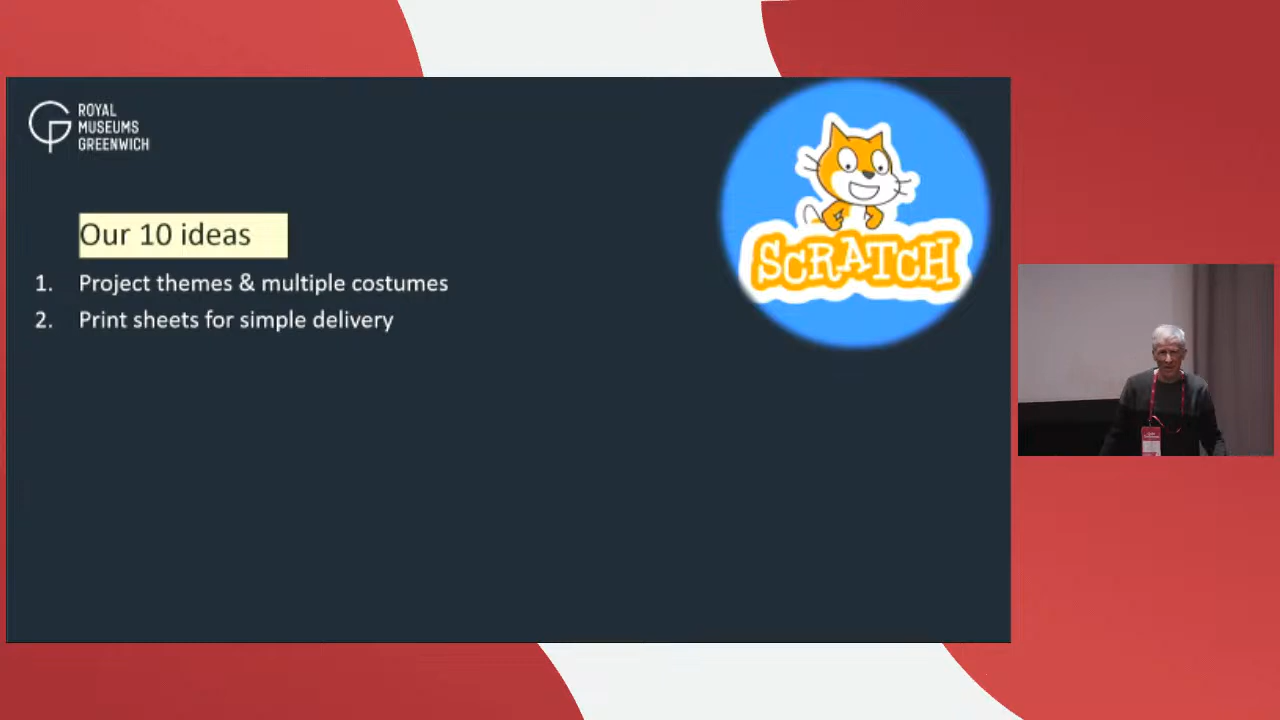 ROYAL
MUSEUMS
GREENWICH
SCRATCH
Our 10 ideas
1. Project themes & multiple costumes
2. Print sheets for simple delivery